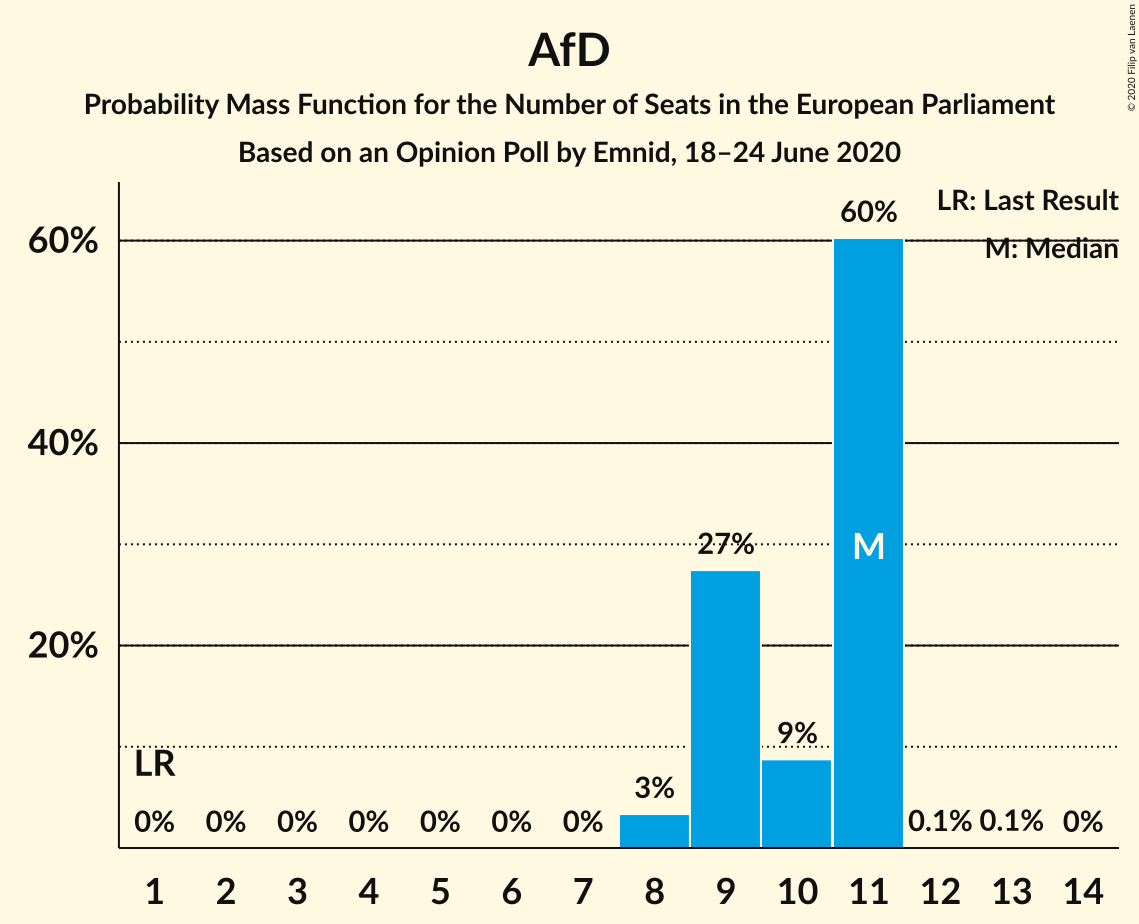 AfD
Probability Mass Function for the Number of Seats in the European Parliament
Based on an Opinion Poll by Emnid, 18–24 June 2020
© 2020 Filip van Laenen
LR: Last Result
M: Median
60%
40%
20%
60%
27%
M
9%
3%
LR
0% 0% 0% 0% 0% 0% 0% 0.1% 0.1% 0%
1 2 3 4 5 6 7 8 9 10 11 12 13 14